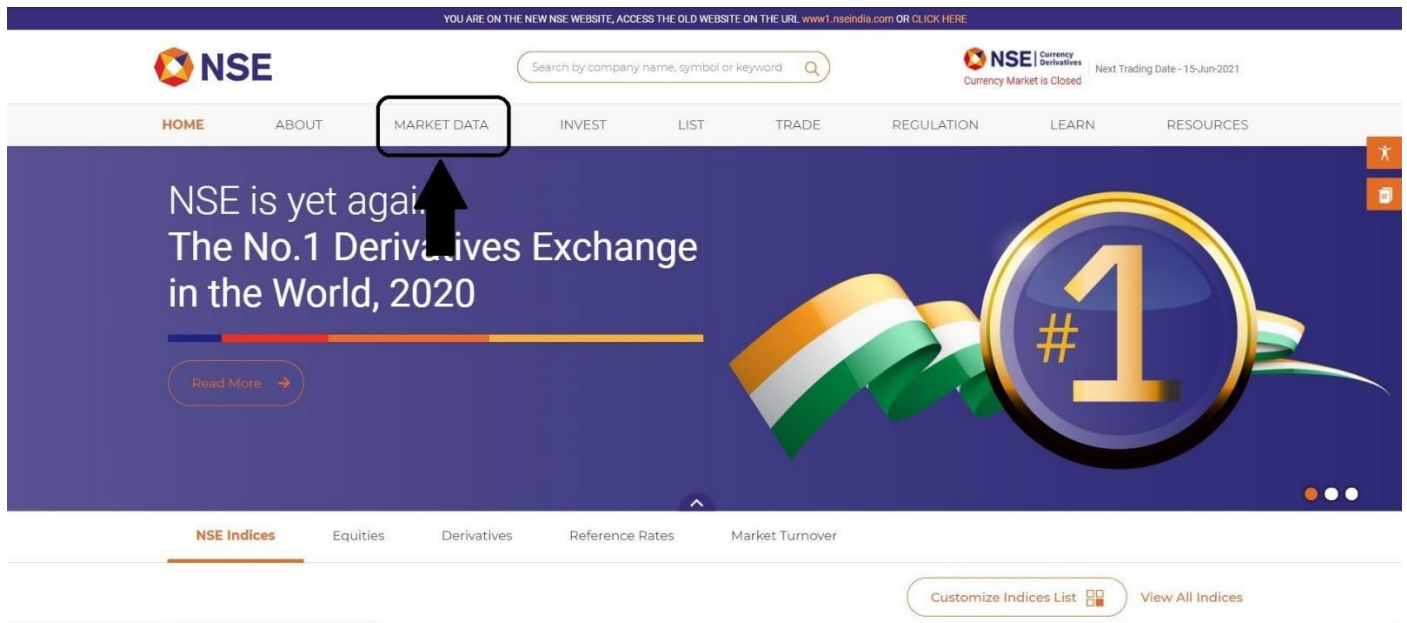 YOU ARE ON THE NEW NSE WEBSITE, ACCESS THE OLD WEBSITE ON THE URL www1.nseindia.com OR CLICK HERE
NSE
Search by company name, symbol or keyword
NSE | Currency Derivatives
Currency Market is Closed
Next Trading Date - 15-Jun-2021
HOME ABOUT MARKET DATA INVEST LIST TRADE REGULATION LEARN RESOURCES
NSE is yet again
The No.1 Derivatives Exchange
in the World, 2020
#1
Read More
NSE Indices Equities Derivatives Reference Rates Market Turnover
Customize Indices List View All Indices